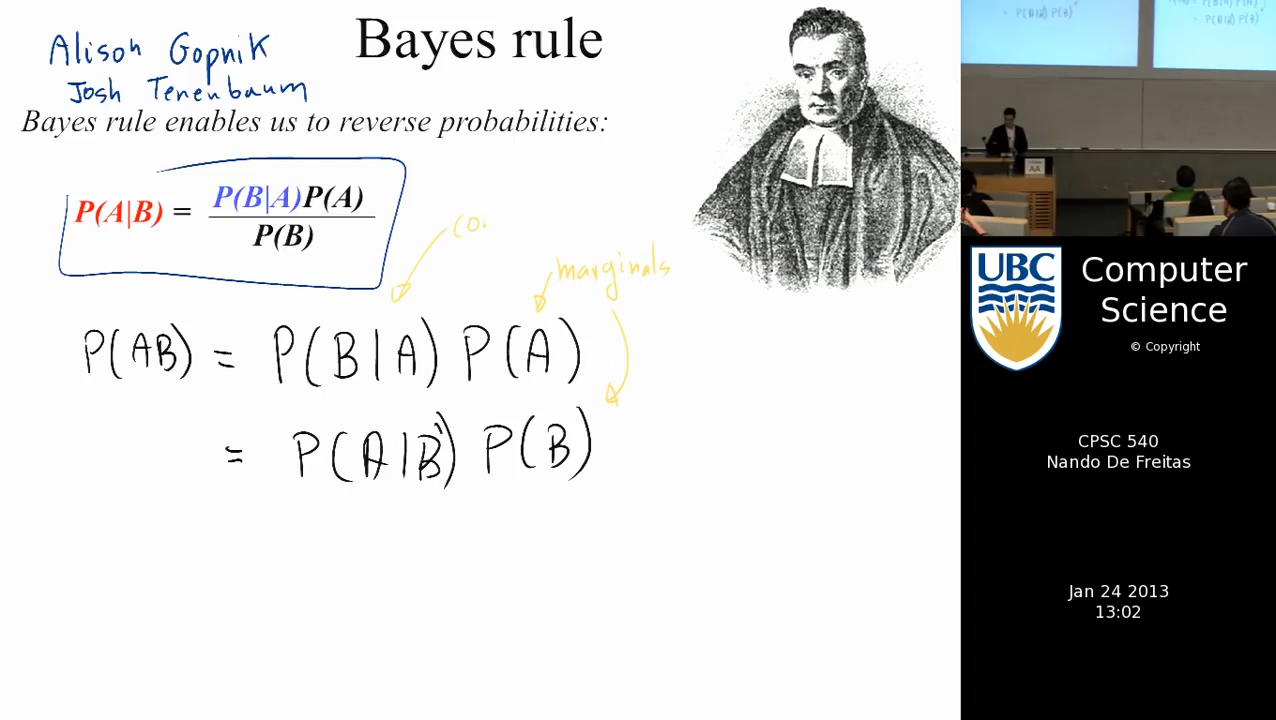 Bayes rule
Alison Gopnik
Josh Tenenbaum
Bayes rule enables us to reverse probabilities:
P(A|B) = P(B|A)P(A)
P(B)
(o.
marginals
P(AB) = P(B|A) P(A)
= P(A|B) P(B)
UBC
Computer
Science
© Copyright
CPSC 540
Nando De Freitas
Jan 24 2013
13:02